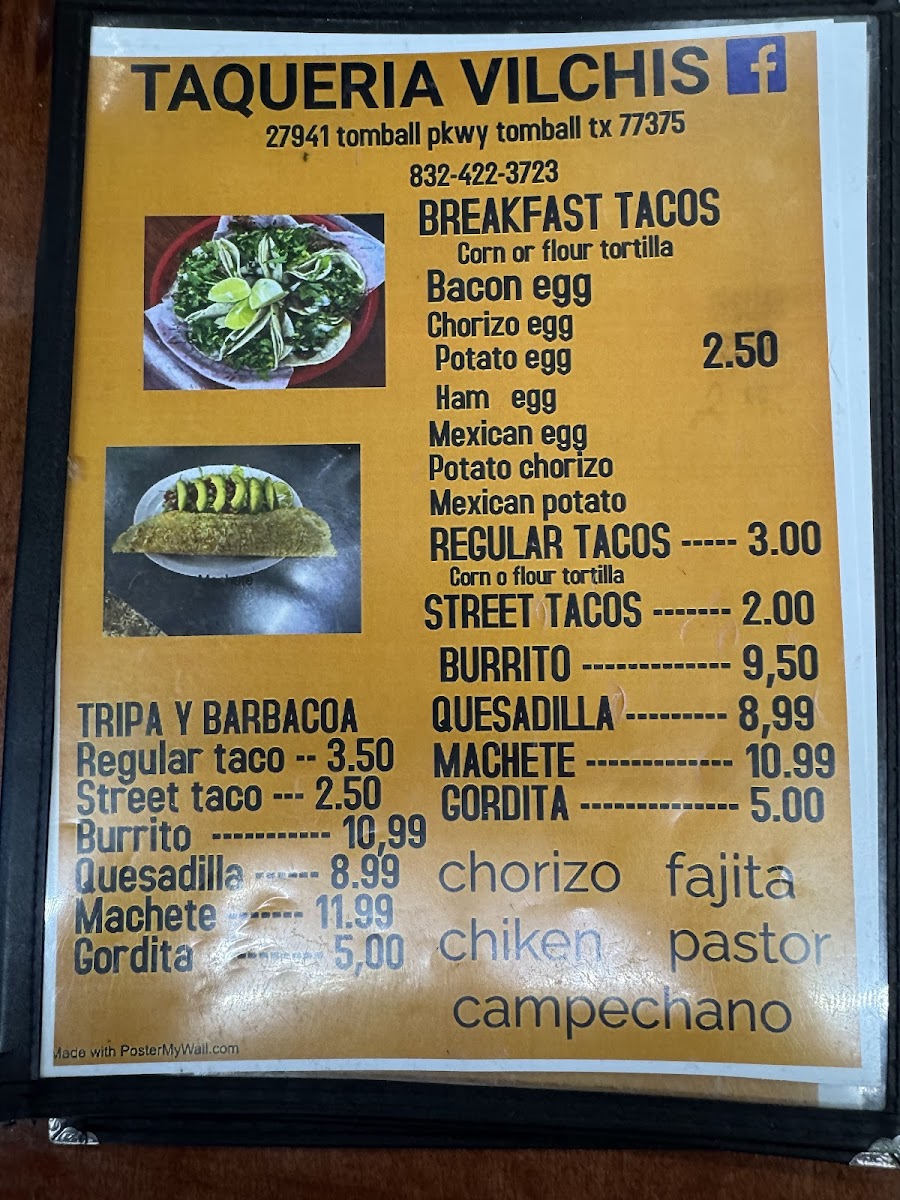 TAQUERIA VILCHIS f
27941 tomball pkwy tomball tx 77375
832-422-3723
BREAKFAST TACOS
Corn or flour tortilla
Bacon egg
Chorizo egg
Potato egg 2.50
Ham egg
Mexican egg
Potato chorizo
Mexican potato
REGULAR TACOS ----- 3.00
Corn o flour tortilla
STREET TACOS ------- 2.00
BURRITO ------------- 9,50
QUESADILLA --------- 8,99
MACHETE ------------- 10.99
GORDITA -------------- 5.00
TRIPA Y BARBACOA
Regular taco -- 3.50
Street taco --- 2.50
Burrito ----------- 10,99
Quesadilla ------ 8.99
Machete ------- 11.99
Gordita -------- 5,00
chorizo fajita
chiken pastor
campechano
Made with PosterMyWall.com